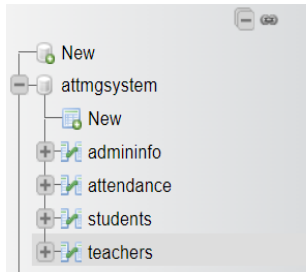 New
attmgsystem
New
admininfo
attendance
students
teachers